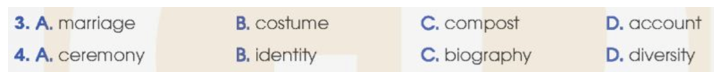 3. A. marriage B. costume C. compost D. account
4. A. ceremony B. identity C. biography D. diversity